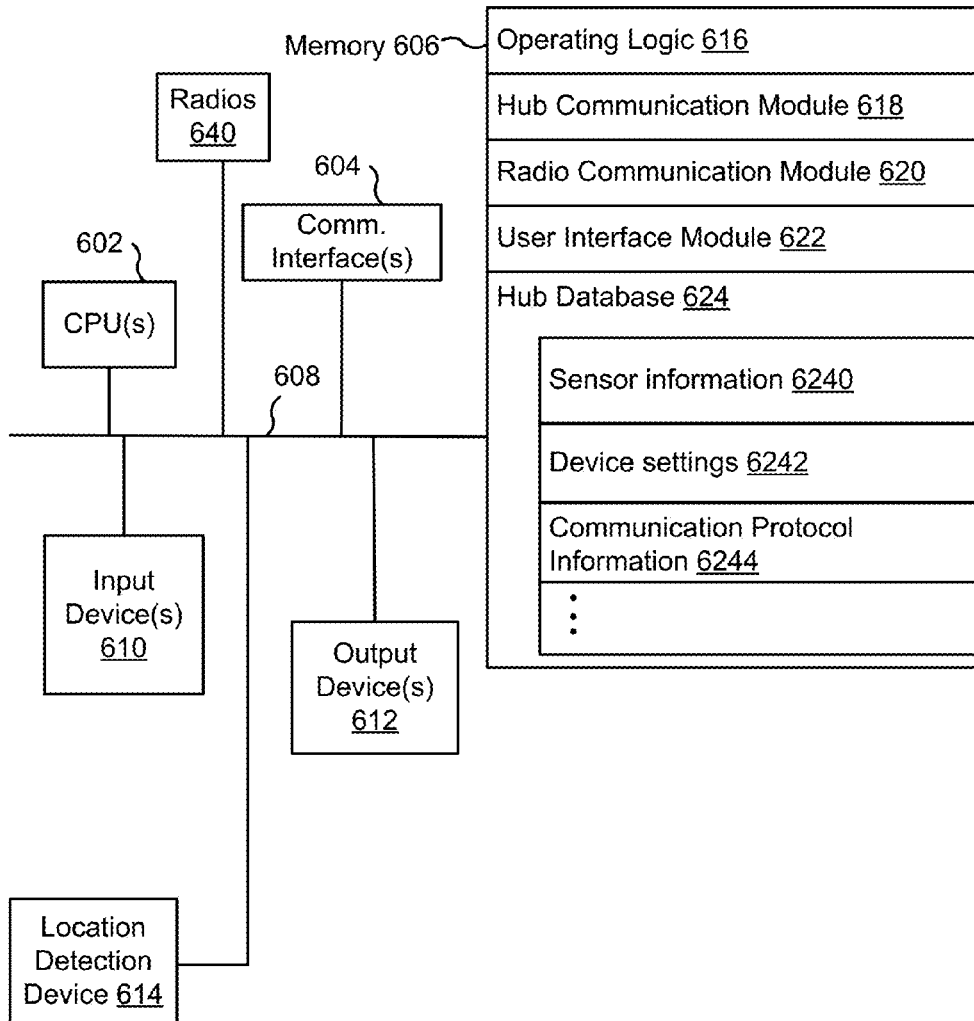 Memory 606
Operating Logic 616
Hub Communication Module 618
Radio Communication Module 620
User Interface Module 622
Hub Database 624
Sensor information 6240
Device settings 6242
Communication Protocol
Information 6244
Radios
640
604
Comm.
Interface(s)
602
CPU(s)
608
Input
Device(s)
610
Output
Device(s)
612
Location
Detection
Device 614